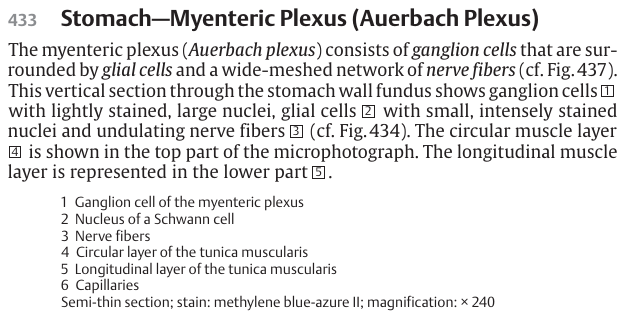 433 Stomach—Myenteric Plexus (Auerbach Plexus)
The myenteric plexus (Auerbach plexus) consists of ganglion cells that are sur-
rounded by glial cells and a wide-meshed network of nerve fibers (cf. Fig. 437).
This vertical section through the stomach wall fundus shows ganglion cells 1
with lightly stained, large nuclei, glial cells 2 with small, intensely stained
nuclei and undulating nerve fibers 3 (cf. Fig. 434). The circular muscle layer
4 is shown in the top part of the microphotograph. The longitudinal muscle
layer is represented in the lower part 5.
1 Ganglion cell of the myenteric plexus
2 Nucleus of a Schwann cell
3 Nerve fibers
4 Circular layer of the tunica muscularis
5 Longitudinal layer of the tunica muscularis
6 Capillaries
Semi-thin section; stain: methylene blue-azure II; magnification: × 240